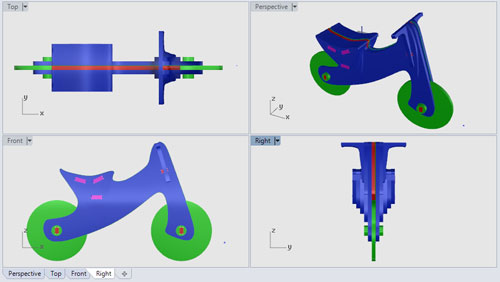 Top
Perspective
y
x
z
y
x
Front
Right
z
x
z
y
Perspective Top Front Right